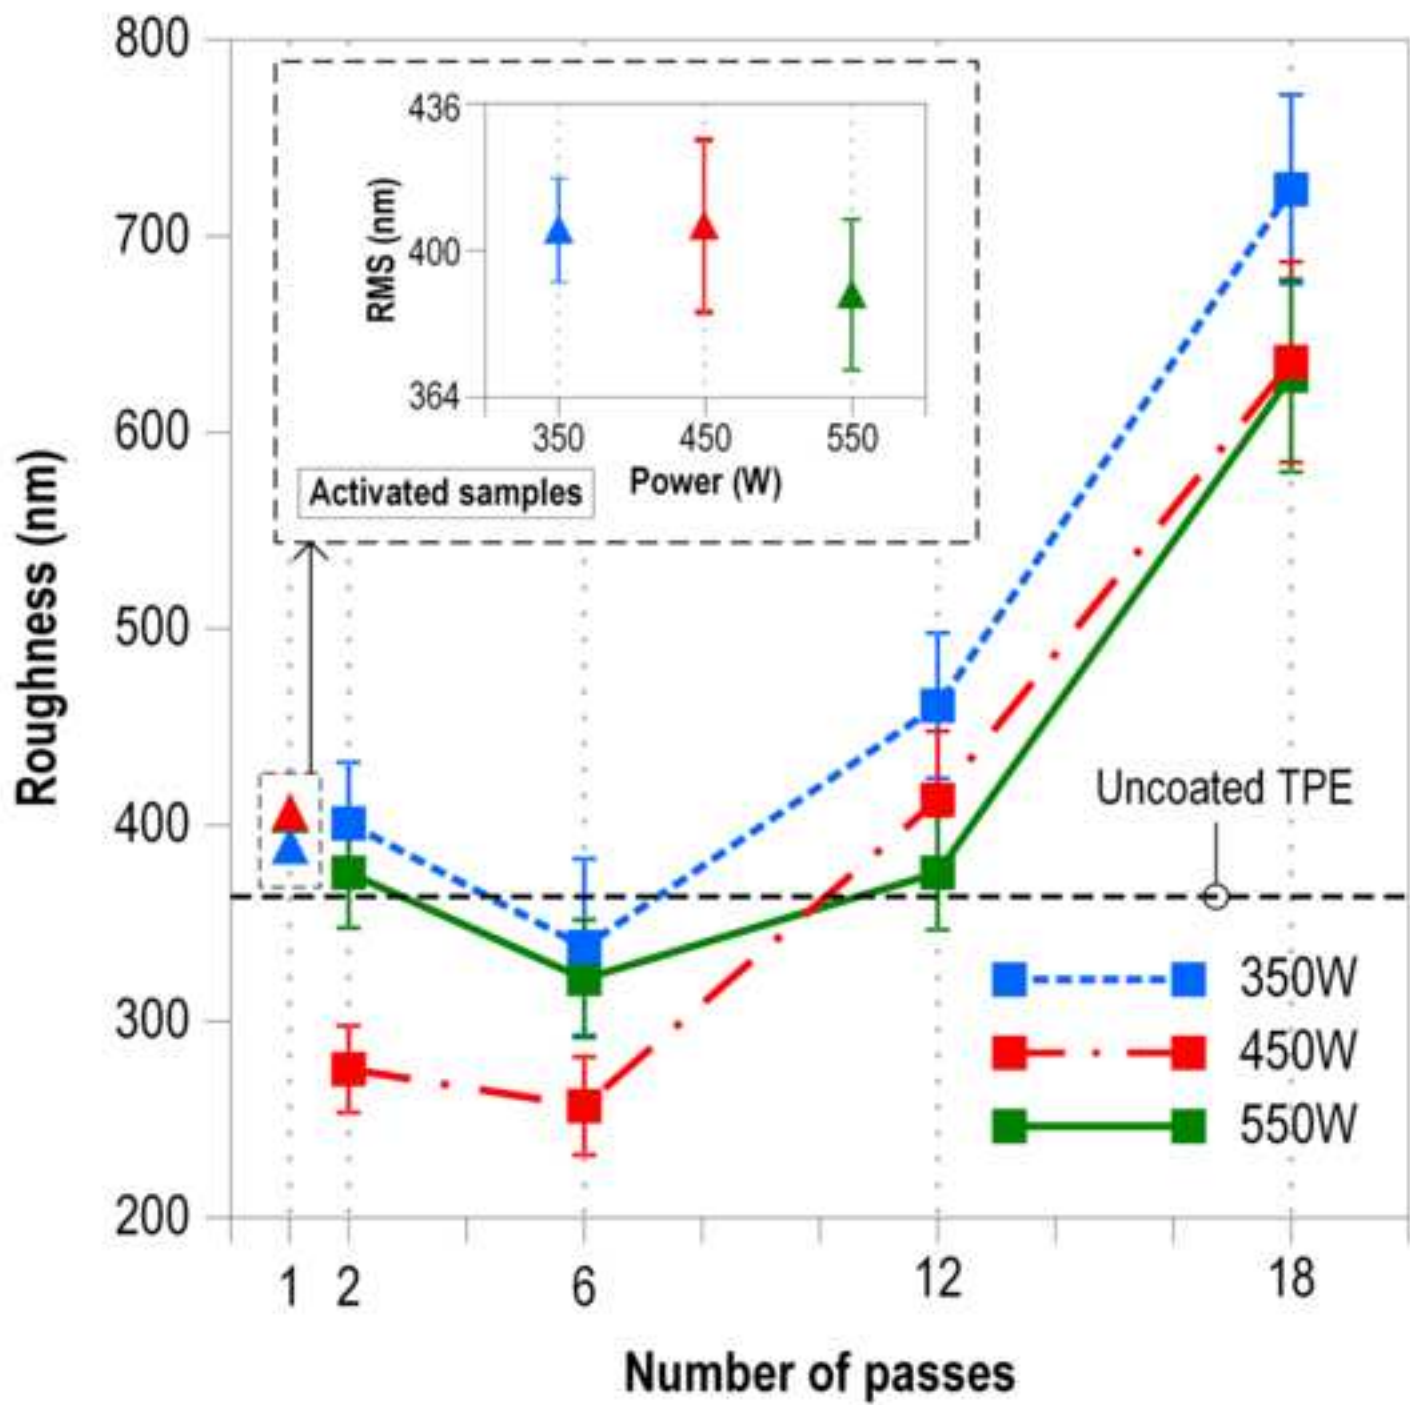 800
700
600
500
400
300
200
Roughness (nm)
436
400
364
RMS (nm)
350 450 550
Power (W)
Activated samples
Uncoated TPE
350W
450W
550W
1 2 6 12 18
Number of passes